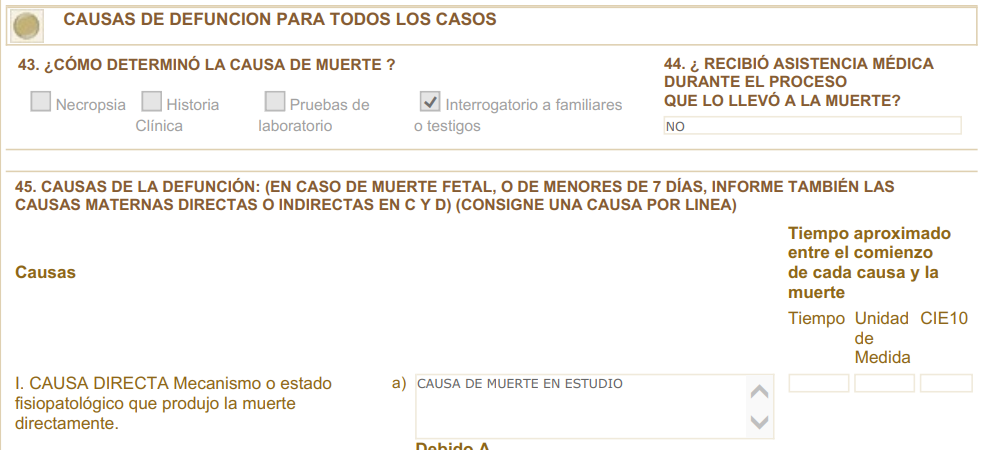 CAUSAS DE DEFUNCION PARA TODOS LOS CASOS
43. ¿CÓMO DETERMINÓ LA CAUSA DE MUERTE ?
Necropsia
Historia
Clínica
Pruebas de
laboratorio
Interrogatorio a familiares
o testigos
44. ¿ RECIBIÓ ASISTENCIA MÉDICA
DURANTE EL PROCESO
QUE LO LLEVÓ A LA MUERTE?
NO
45. CAUSAS DE LA DEFUNCIÓN: (EN CASO DE MUERTE FETAL, O DE MENORES DE 7 DÍAS, INFORME TAMBIÉN LAS
CAUSAS MATERNAS DIRECTAS O INDIRECTAS EN C Y D) (CONSIGNE UNA CAUSA POR LINEA)
Causas
Tiempo aproximado
entre el comienzo
de cada causa y la
muerte
Tiempo
Unidad
de
Medida
CIE10
I. CAUSA DIRECTA Mecanismo o estado
fisiopatológico que produjo la muerte
directamente.
a)
CAUSA DE MUERTE EN ESTUDIO
Debido A